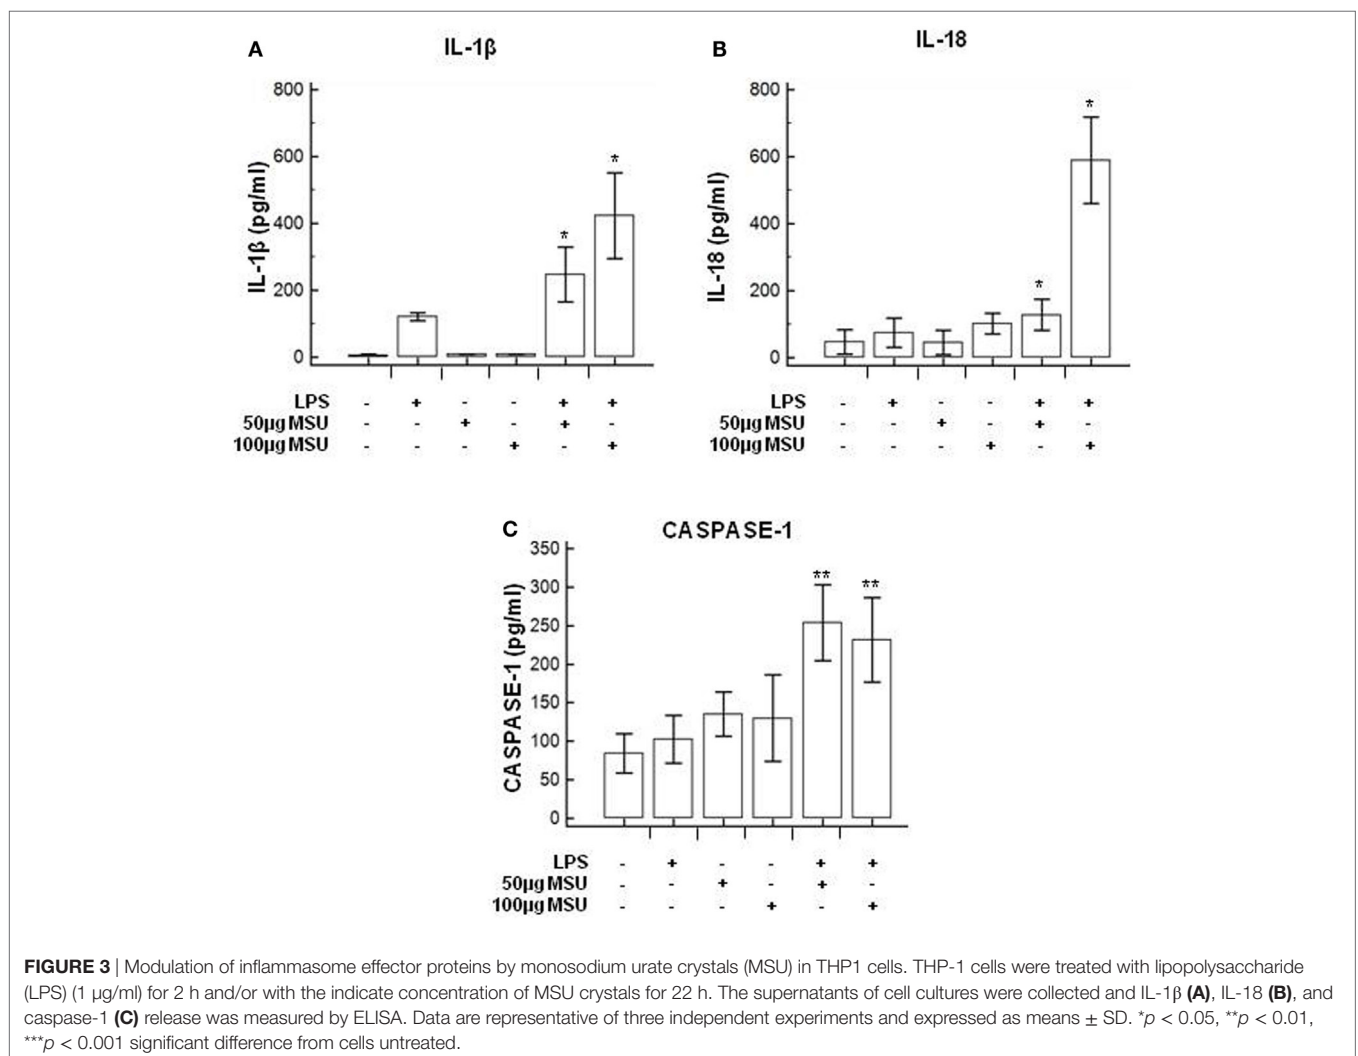 A IL-1β
800
600
400
200
0
IL-1β (pg/ml)
* *
LPS - + - - + +
50μg MSU - - + - + -
100μg MSU - - - + - +
B IL-18
800
600
400
200
0
IL-18 (pg/ml)
* *
LPS - + - - + +
50μg MSU - - + - + -
100μg MSU - - - + - +
C CASPASE-1
350
300
250
200
150
100
50
0
CASPASE-1 (pg/ml)
** **
LPS - + - - + +
50μg MSU - - + - + -
100μg MSU - - - + - +
FIGURE 3 | Modulation of inflammasome effector proteins by monosodium urate crystals (MSU) in THP1 cells. THP-1 cells were treated with lipopolysaccharide
(LPS) (1 μg/ml) for 2 h and/or with the indicate concentration of MSU crystals for 22 h. The supernatants of cell cultures were collected and IL-1β (A), IL-18 (B), and
caspase-1 (C) release was measured by ELISA. Data are representative of three independent experiments and expressed as means ± SD. *p < 0.05, **p < 0.01,
***p < 0.001 significant difference from cells untreated.